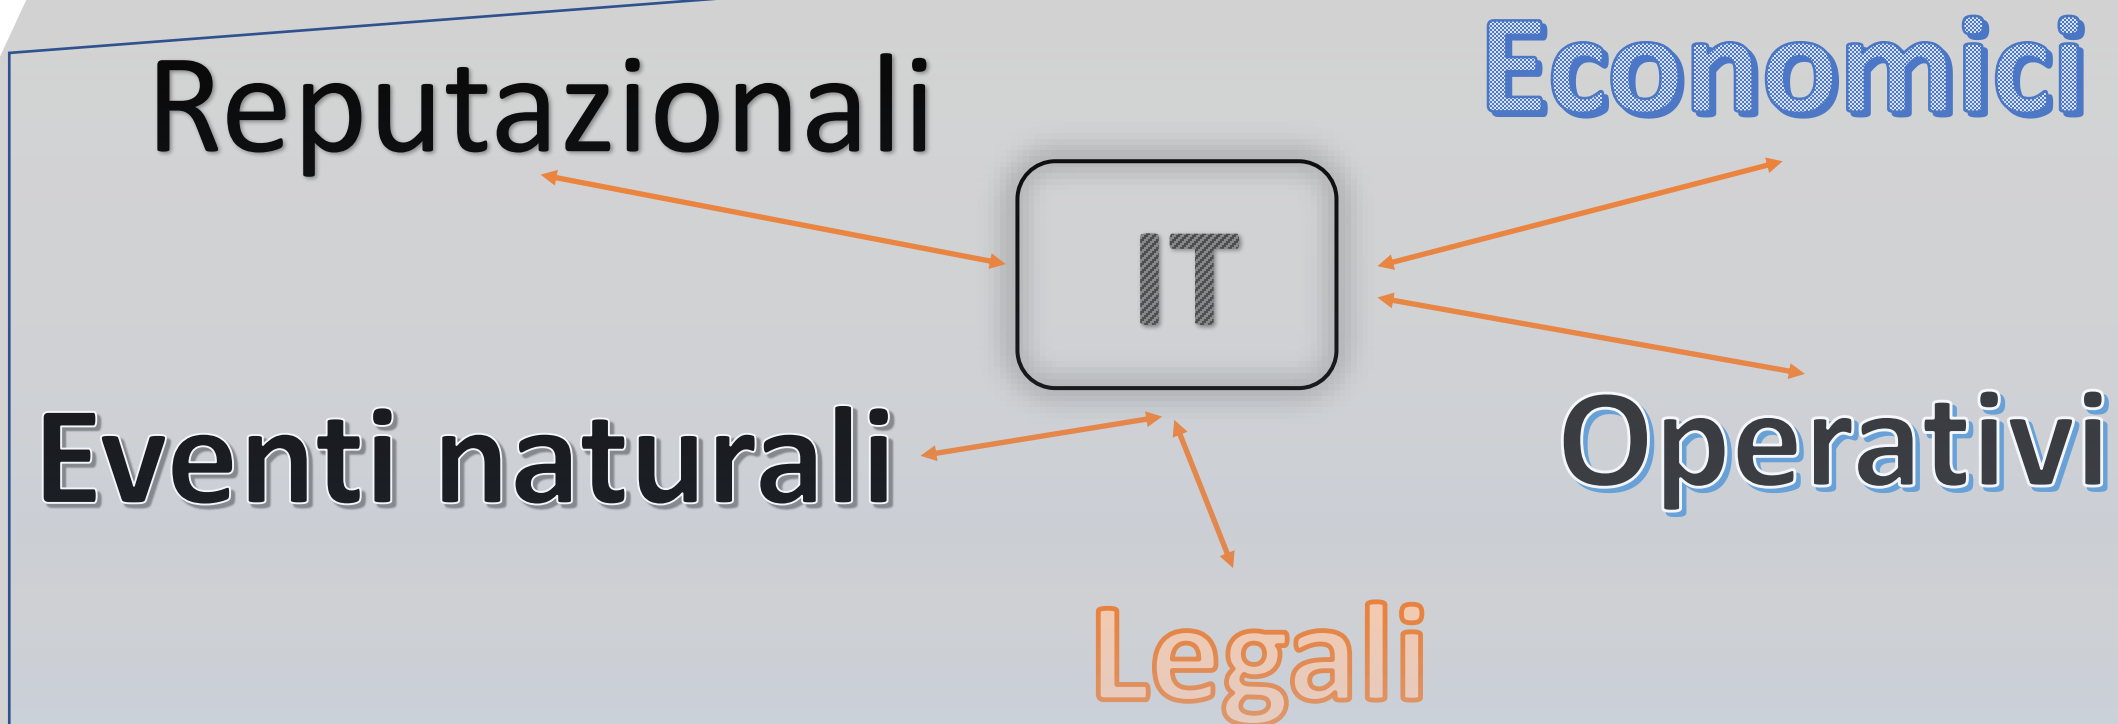 Reputazionali
Economici
IT
Eventi naturali
Operativi
Legali